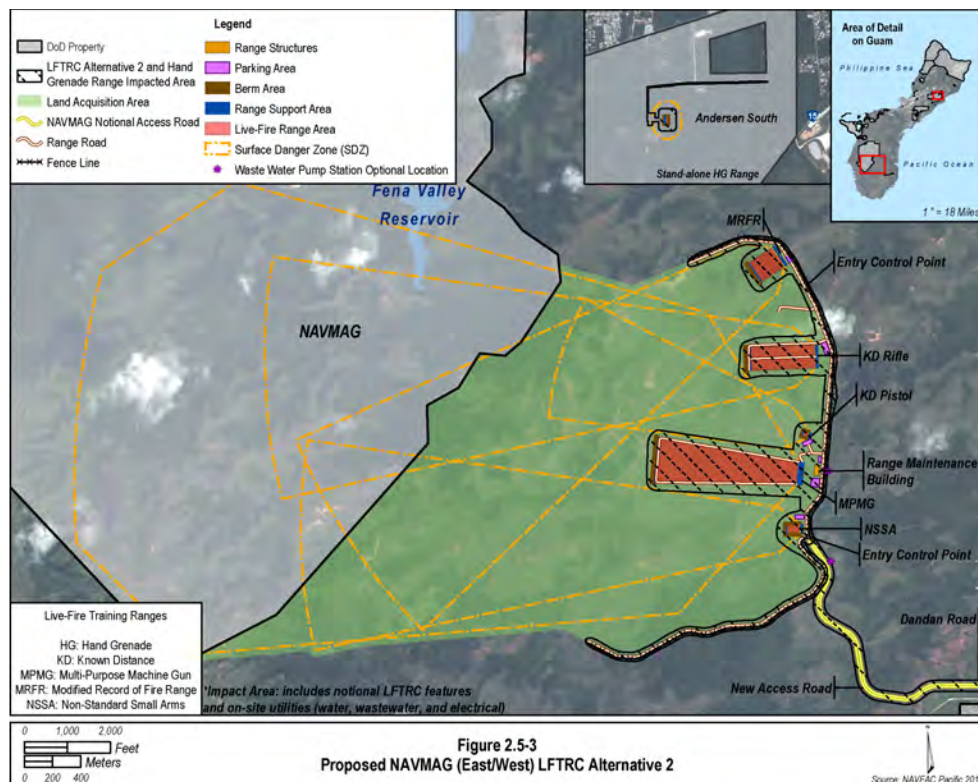 Legend
DoD Property
LFTRC Alternative 2 and Hand
Grenade Range Impacted Area
Land Acquisition Area
NAVMAG Notional Access Road
Range Road
Fence Line
Range Structures
Parking Area
Berm Area
Range Support Area
Live-Fire Range Area
Surface Danger Zone (SDZ)
Waste Water Pump Station Optional Location
Andersen South
15
Stand-alone HG Range
Area of Detail
on Guam
Philippine Sea
Pacific Ocean
1 " = 18 Miles
Fena Valley
Reservoir
NAVMAG
MRFR
Entry Control Point
KD Rifle
KD Pistol
Range Maintenance
Building
MPMG
NSSA
Entry Control Point
Dandan Road
New Access Road
Live-Fire Training Ranges
HG: Hand Grenade
KD: Known Distance
MPMG: Multi-Purpose Machine Gun
MRFR: Modified Record of Fire Range
NSSA: Non-Standard Small Arms
*Impact Area: includes notional LFTRC features
and on-site utilities (water, wastewater, and electrical)
0 1,000 2,000
Feet
Meters
0 200 400
Figure 2.5-3
Proposed NAVMAG (East/West) LFTRC Alternative 2
Source: NAVFAC Pacific